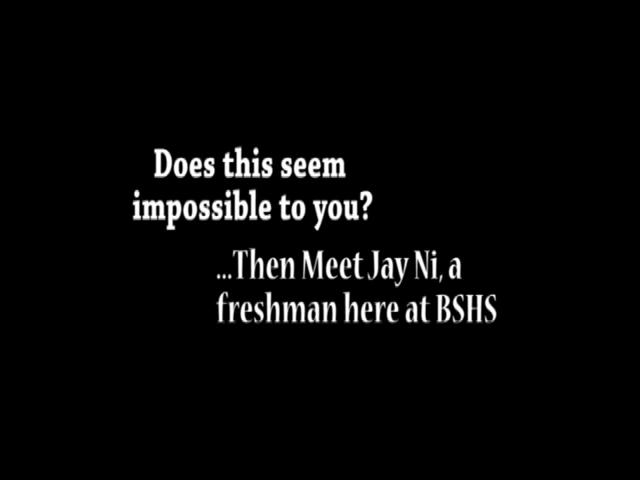 Does this seem
impossible to you?
...Then Meet Jay Ni, a
freshman here at BSHS